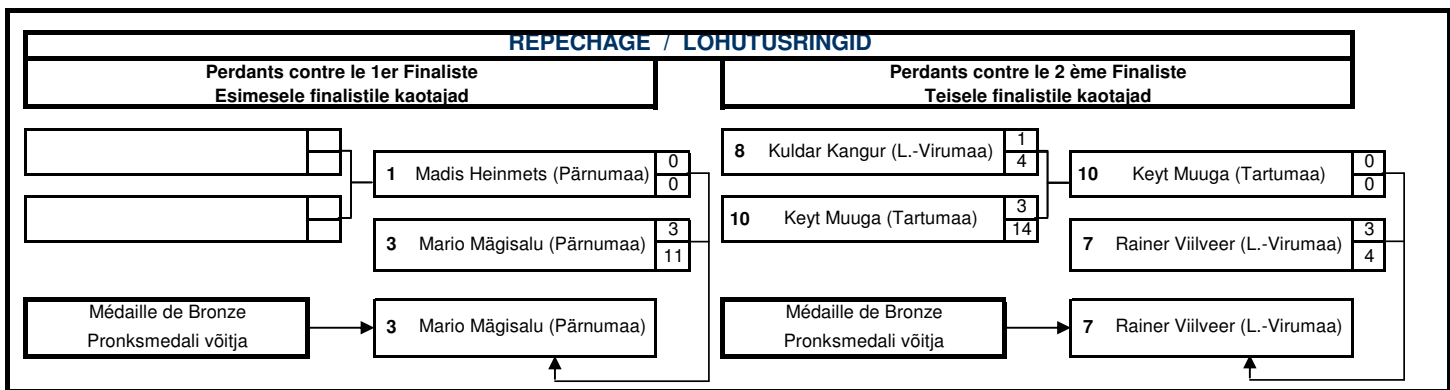 REPECHAGE / LOHUTUSRINGID
Perdants contre le 1er Finaliste
Esimesele finalistile kaotajad
Perdants contre le 2 ème Finaliste
Teisele finalistile kaotajad
1 Madis Heinmets (Pärnumaa) 0
0
3 Mario Mägisalu (Pärnumaa) 3
11
Médaille de Bronze
Pronksmedali võitja
3 Mario Mägisalu (Pärnumaa)
8 Kuldar Kangur (L.-Virumaa) 1
4
10 Keyt Muuga (Tartumaa) 3
14
10 Keyt Muuga (Tartumaa) 0
0
7 Rainer Viilveer (L.-Virumaa) 3
4
Médaille de Bronze
Pronksmedali võitja
7 Rainer Viilveer (L.-Virumaa)